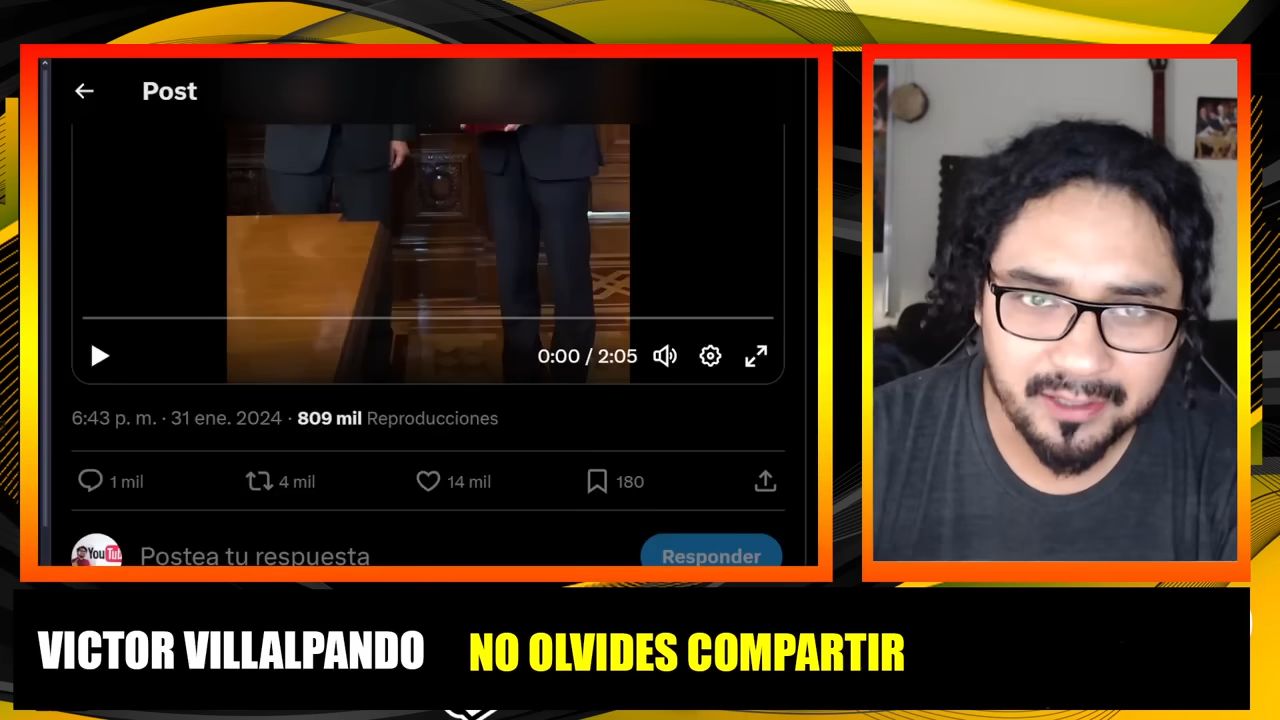 Post
0:00 / 2:05
6:43 p. m. · 31 ene. 2024 · 809 mil Reproducciones
1 mil 4 mil 14 mil 180
YouTu
Postea tu respuesta
Responder
VICTOR VILLALPANDO NO OLVIDES COMPARTIR